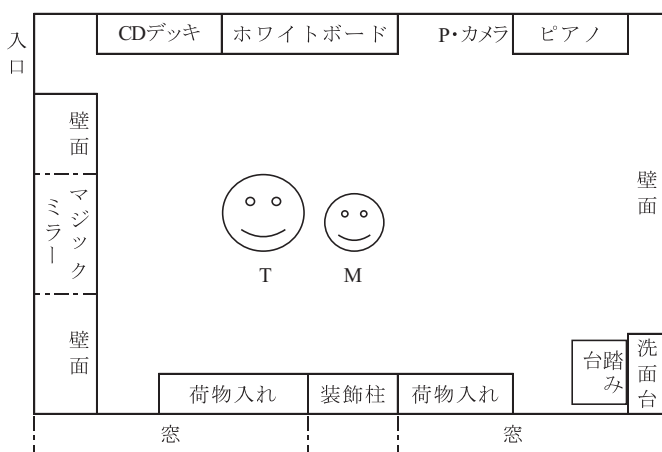 入口
CDデッキ
ホワイトボード
P・カメラ
ピアノ
壁面
マジック
ミラー
壁面
壁面
T
M
踏み
台
洗面台
荷物入れ
装飾柱
荷物入れ
窓
窓